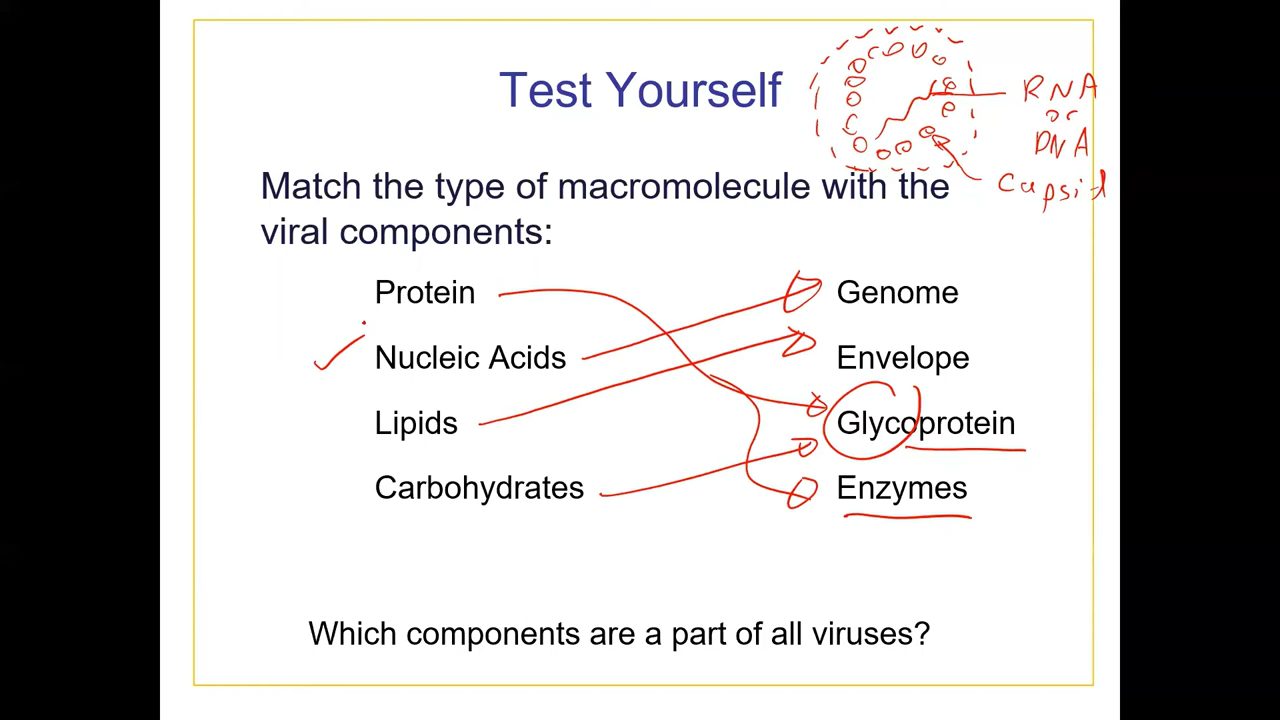 Test Yourself
RNA
or
DNA
Capsid
Match the type of macromolecule with the
viral components:
Protein Genome
Nucleic Acids Envelope
Lipids Glycoprotein
Carbohydrates Enzymes
Which components are a part of all viruses?